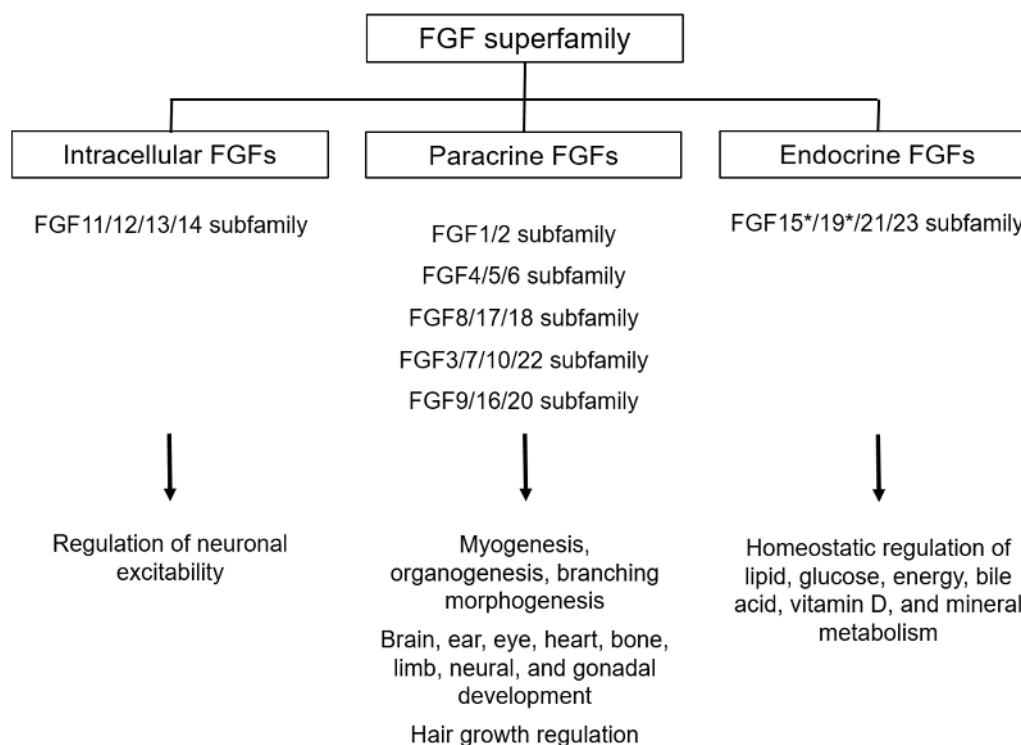 FGF superfamily
Intracellular FGFs
Paracrine FGFs
Endocrine FGFs
FGF11/12/13/14 subfamily
FGF1/2 subfamily
FGF4/5/6 subfamily
FGF8/17/18 subfamily
FGF3/7/10/22 subfamily
FGF9/16/20 subfamily
FGF15*/19*/21/23 subfamily
Regulation of neuronal
excitability
Myogenesis,
organogenesis, branching
morphogenesis
Brain, ear, eye, heart, bone,
limb, neural, and gonadal
development
Hair growth regulation
Homeostatic regulation of
lipid, glucose, energy, bile
acid, vitamin D, and mineral
metabolism